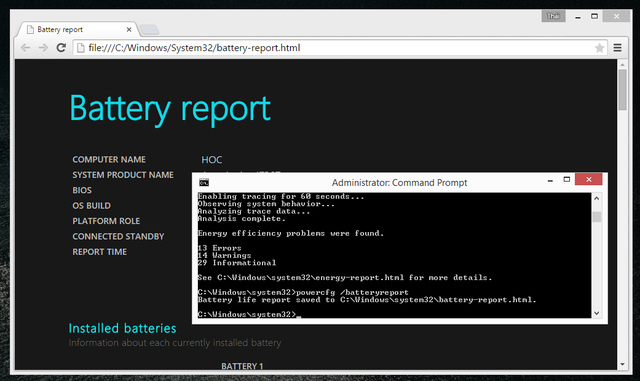 Thai
Battery report
file:///C:/Windows/System32/battery-report.html
Battery report
COMPUTER NAME HOC
SYSTEM PRODUCT NAME
BIOS
OS BUILD
PLATFORM ROLE
CONNECTED STANDBY
REPORT TIME
Administrator: Command Prompt
Enabling tracing for 60 seconds...
Observing system behavior...
Analyzing trace data...
Analysis complete.
Energy efficiency problems were found.
13 Errors
14 Warnings
29 Informational
See C:\Windows\system32\energy-report.html for more details.
C:\Windows\system32>powercfg /batteryreport
Battery life report saved to C:\Windows\system32\battery-report.html.
C:\Windows\system32>
Installed batteries
Information about each currently installed battery
BATTERY 1